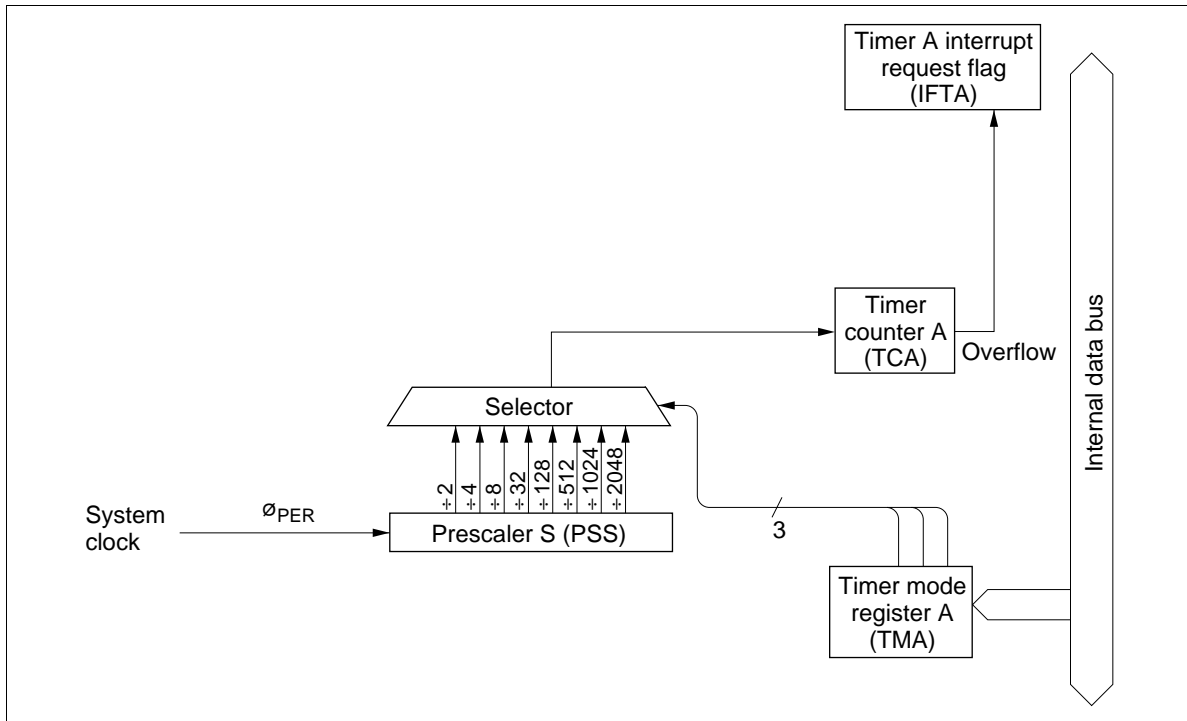 Timer A interrupt
request flag
(IFTA)
Timer
counter A
(TCA)
Overflow
Internal data bus
Selector
÷2
÷4
÷8
÷32
÷128
÷512
÷1024
÷2048
System
clock
øPER
Prescaler S (PSS)
3
Timer mode
register A
(TMA)